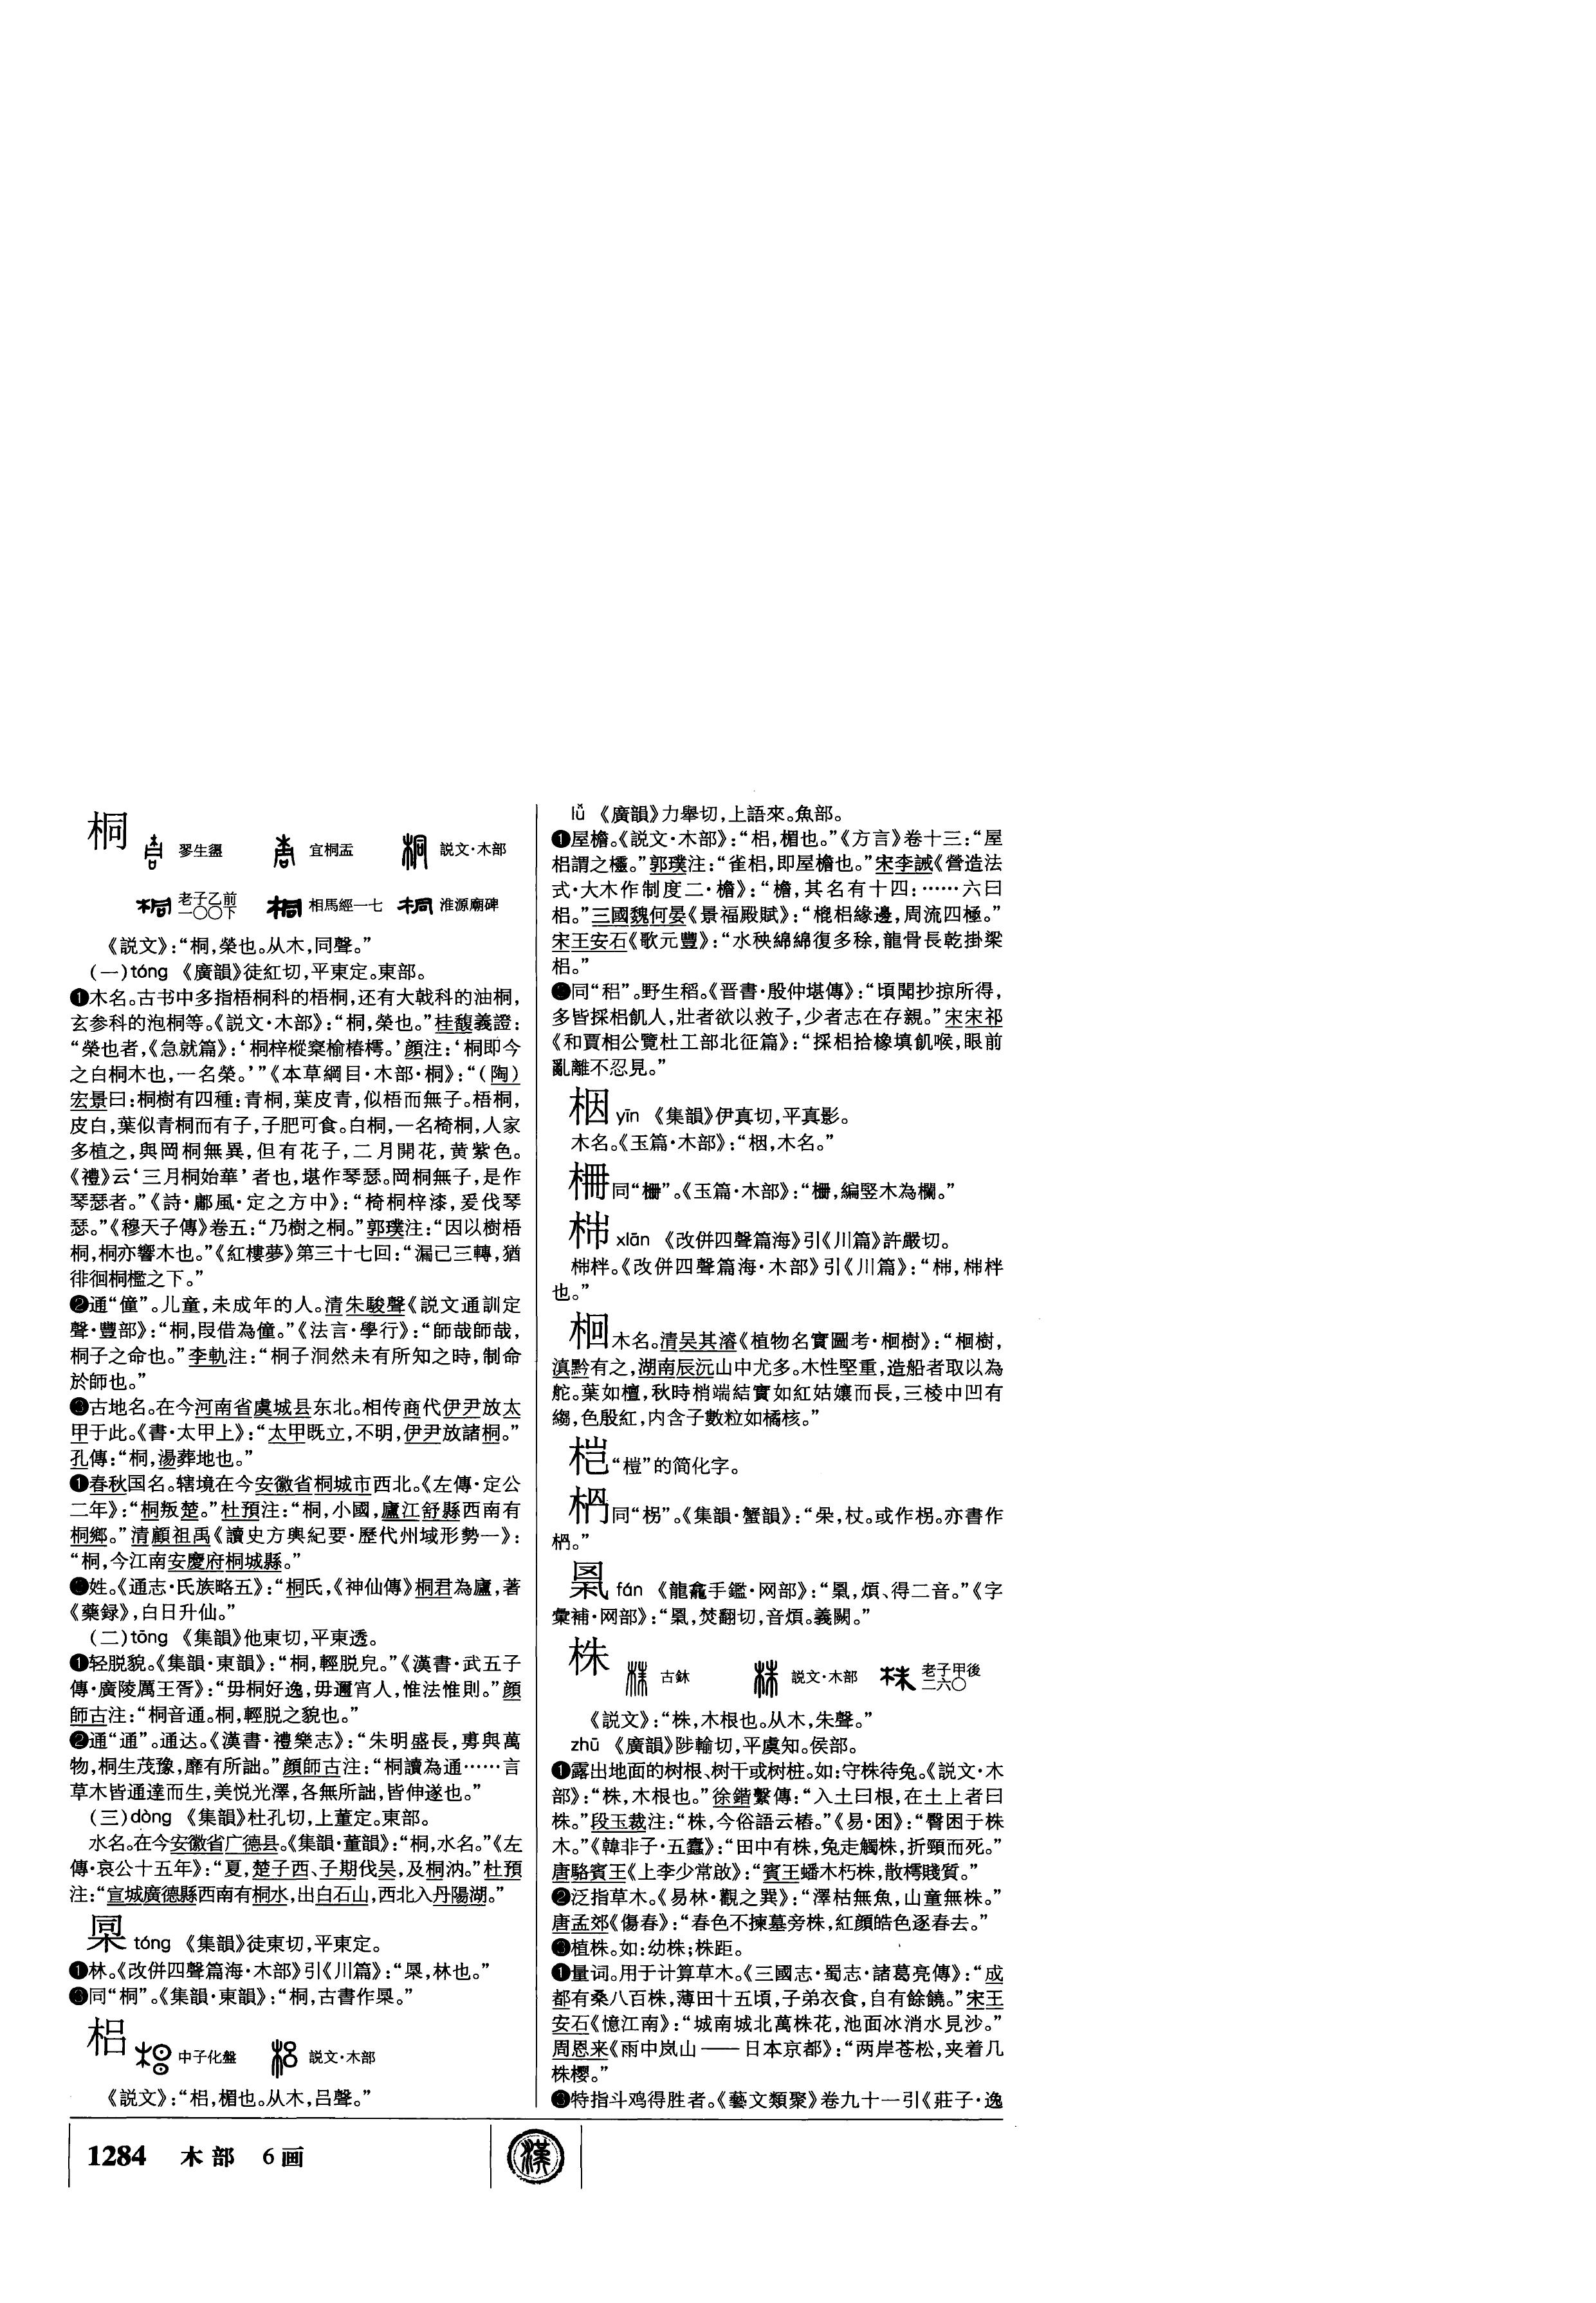 桐 翏生盨 宜桐盂 説文·木部
老子乙前一〇〇下 相馬經一七 淮源廟碑
《説文》：“桐，榮也。从木，同聲。”
（一）tóng 《廣韻》徒紅切，平東定。東部。
❶木名。古书中多指梧桐科的梧桐，还有大戟科的油桐，
玄参科的泡桐等。《説文·木部》：“桐，榮也。”桂馥義證：
“榮也者，《急就篇》：‘桐梓樅窽榆椿樗。’顔注：‘桐即今
之白桐木也，一名榮。’”《本草綱目·木部·桐》：“（陶）
宏景曰：桐樹有四種：青桐，葉皮青，似梧而無子。梧桐，
皮白，葉似青桐而有子，子肥可食。白桐，一名椅桐，人家
多植之，與岡桐無異，但有花子，二月開花，黄紫色。
《禮》云‘三月桐始華’者也，堪作琴瑟。岡桐無子，是作
琴瑟者。”《詩·鄘風·定之方中》：“椅桐梓漆，爰伐琴
瑟。”《穆天子傳》卷五：“乃樹之桐。”郭璞注：“因以樹梧
桐，桐亦響木也。”《紅樓夢》第三十七回：“漏已三轉，猶
徘徊桐檻之下。”
❷通“僮”。儿童，未成年的人。清朱駿聲《説文通訓定
聲·豐部》：“桐，叚借為僮。”《法言·學行》：“師哉師哉，
桐子之命也。”李軌注：“桐子洞然未有所知之時，制命
於師也。”
❸古地名。在今河南省虞城县东北。相传商代伊尹放太
甲于此。《書·太甲上》：“太甲既立，不明，伊尹放諸桐。”
孔傳：“桐，湯葬地也。”
❶春秋国名。辖境在今安徽省桐城市西北。《左傳·定公
二年》：“桐叛楚。”杜預注：“桐，小國，廬江舒縣西南有
桐鄉。”清顧祖禹《讀史方輿紀要·歷代州域形勢一》：
“桐，今江南安慶府桐城縣。”
姓。《通志·氏族略五》：“桐氏，《神仙傳》桐君為廬，著
《藥録》，白日升仙。”
（二）tōng 《集韻》他東切，平東透。
❶轻脱貌。《集韻·東韻》：“桐，輕脱皃。”《漢書·武五子
傳·廣陵厲王胥》：“毋桐好逸，毋邇宵人，惟法惟則。”顔
師古注：“桐音通。桐，輕脱之貌也。”
❷通“通”。通达。《漢書·禮樂志》：“朱明盛長，旉與萬
物，桐生茂豫，靡有所詘。”顔師古注：“桐讀為通……言
草木皆通達而生，美悦光澤，各無所詘，皆伸遂也。”
（三）dòng 《集韻》杜孔切，上董定。東部。
水名。在今安徽省广德县。《集韻·董韻》：“桐，水名。”《左
傳·哀公十五年》：“夏，楚子西、子期伐吴，及桐汭。”杜預
注：“宣城廣德縣西南有桐水，出白石山，西北入丹陽湖。”
tóng 《集韻》徒東切，平東定。
❶林。《改併四聲篇海·木部》引《川篇》：“，林也。”
❸同“桐”。《集韻·東韻》：“桐，古書作。”
梠 中子化盤 説文·木部
《説文》：“梠，楣也。从木，吕聲。”
lǚ 《廣韻》力舉切，上語來。魚部。
❶屋檐。《説文·木部》：“梠，楣也。”《方言》卷十三：“屋
梠謂之欞。”郭璞注：“雀梠，即屋檐也。”宋李誡《營造法
式·大木作制度二·檐》：“檐，其名有十四：……六曰
梠。”三國魏何晏《景福殿賦》：“槐梠緣邊，周流四極。”
宋王安石《歌元豐》：“水秧綿綿復多稌，龍骨長乾掛梁
梠。”
同“稆”。野生稻。《晋書·殷仲堪傳》：“頃聞抄掠所得，
多皆採梠飢人，壯者欲以救子，少者志在存親。”宋宋祁
《和賈相公覽杜工部北征篇》：“採梠拾橡填飢喉，眼前
亂離不忍見。”
栶 yīn 《集韻》伊真切，平真影。
木名。《玉篇·木部》：“栶，木名。”
同“栅”。《玉篇·木部》：“栅，編竪木為欄。”
xiān 《改併四聲篇海》引《川篇》許嚴切。
柈。《改併四聲篇海·木部》引《川篇》：“，柈
也。”
木名。清吴其濬《植物名實圖考·樹》：“樹，
滇黔有之，湖南辰沅山中尤多。木性堅重，造船者取以為
舵。葉如檀，秋時梢端結實如紅姑孃而長，三棱中凹有
縐，色殷紅，内含子數粒如橘核。”
桤“榿”的简化字。
同“柺”。《集韻·蟹韻》：“，杖。或作柺。亦書作
。”
fán 《龍龕手鑑·网部》：“，煩、得二音。”《字
彙補·网部》：“，焚翻切，音煩。義闕。”
株 古鉥 説文·木部 老子甲後二六〇
《説文》：“株，木根也。从木，朱聲。”
zhū 《廣韻》陟輸切，平虞知。侯部。
❶露出地面的树根、树干或树桩。如：守株待兔。《説文·木
部》：“株，木根也。”徐鍇繫傳：“入土曰根，在土上者曰
株。”段玉裁注：“株，今俗語云樁。”《易·困》：“臀困于株
木。”《韓非子·五蠹》：“田中有株，兔走觸株，折頸而死。”
唐駱賓王《上李少常啟》：“賓王蟠木朽株，散樗賤質。”
❷泛指草木。《易林·觀之巽》：“澤枯無魚，山童無株。”
唐孟郊《傷春》：“春色不揀墓旁株，紅顔皓色逐春去。”
❸植株。如：幼株；株距。
❶量词。用于计算草木。《三國志·蜀志·諸葛亮傳》：“成
都有桑八百株，薄田十五頃，子弟衣食，自有餘饒。”宋王
安石《憶江南》：“城南城北萬株花，池面冰消水見沙。”
周恩来《雨中岚山——日本京都》：“两岸苍松，夹着几
株樱。”
❸特指斗鸡得胜者。《藝文類聚》卷九十一引《莊子·逸
1284 木部 6画
漢